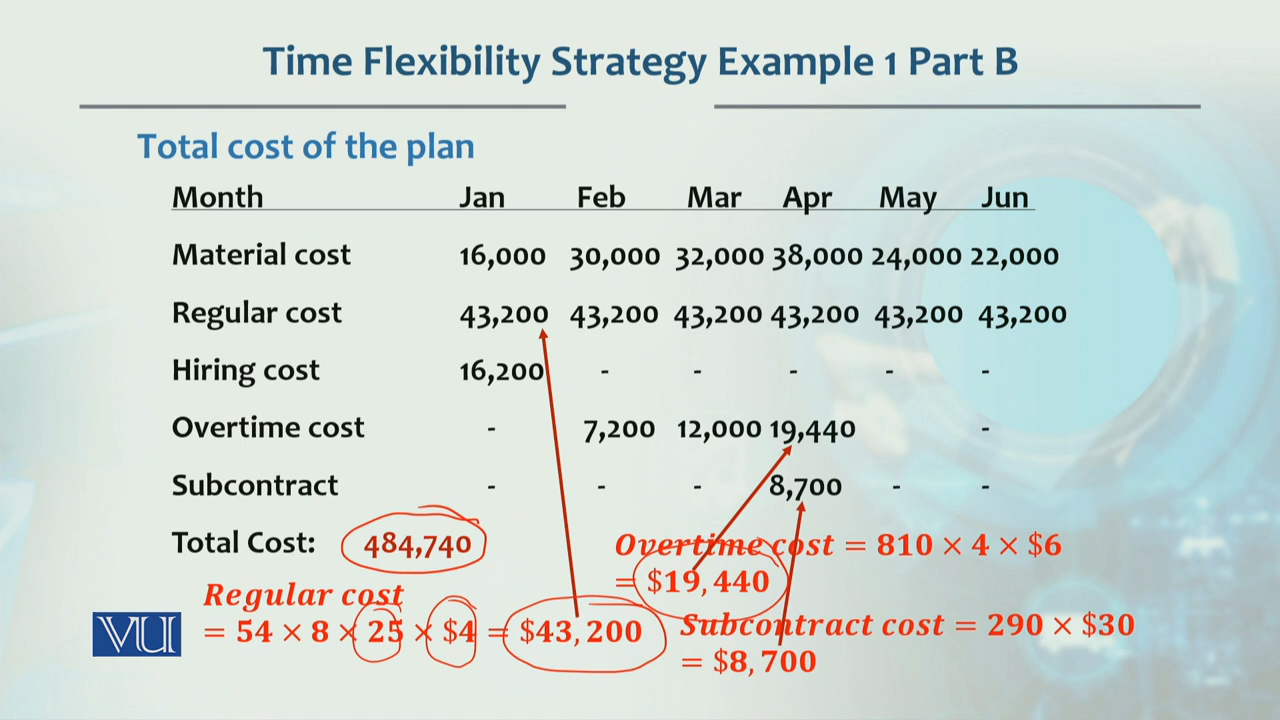 Time Flexibility Strategy Example 1 Part B
Total cost of the plan
Month Jan Feb Mar Apr May Jun
Material cost 16,000 30,000 32,000 38,000 24,000 22,000
Regular cost 43,200 43,200 43,200 43,200 43,200 43,200
Hiring cost 16,200 - - - - -
Overtime cost - 7,200 12,000 19,440 -
Subcontract - - - 8,700 - -
Total Cost: 484,740
Overtime cost = 810 × 4 × $6
= $19,440
Regular cost
= 54 × 8 × 25 × $4 = $43,200
Subcontract cost = 290 × $30
= $8,700
VU